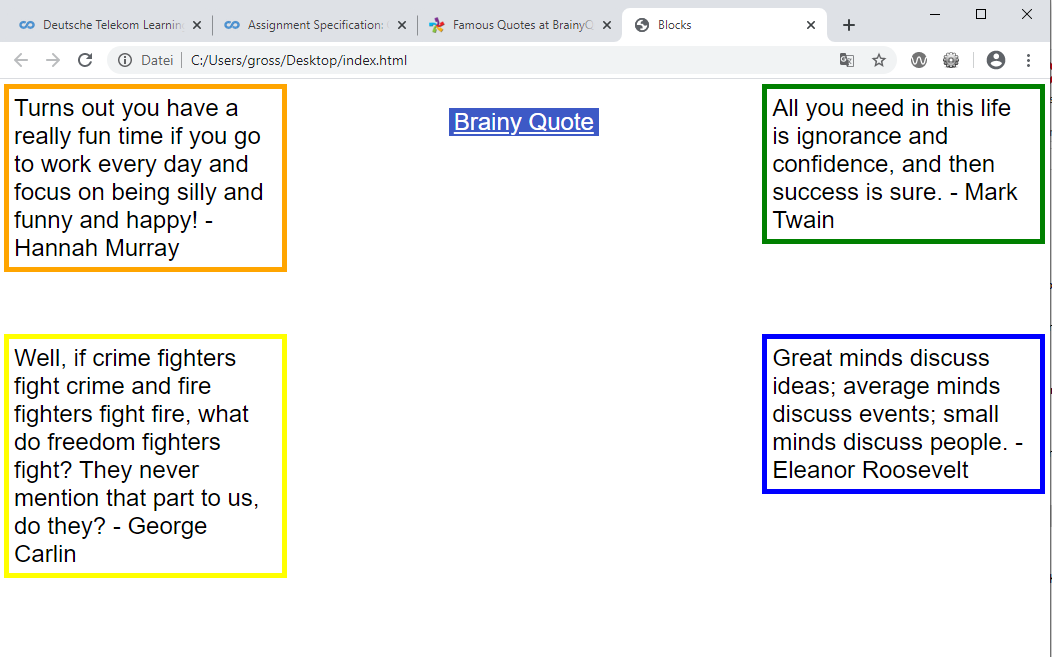 Deutsche Telekom Learnin
Assignment Specification:
Famous Quotes at BrainyQ
Blocks
Datei
C:/Users/gross/Desktop/index.html
Turns out you have a
really fun time if you go
to work every day and
focus on being silly and
funny and happy! -
Hannah Murray
Brainy Quote
All you need in this life
is ignorance and
confidence, and then
success is sure. - Mark
Twain
Well, if crime fighters
fight crime and fire
fighters fight fire, what
do freedom fighters
fight? They never
mention that part to us,
do they? - George
Carlin
Great minds discuss
ideas; average minds
discuss events; small
minds discuss people. -
Eleanor Roosevelt